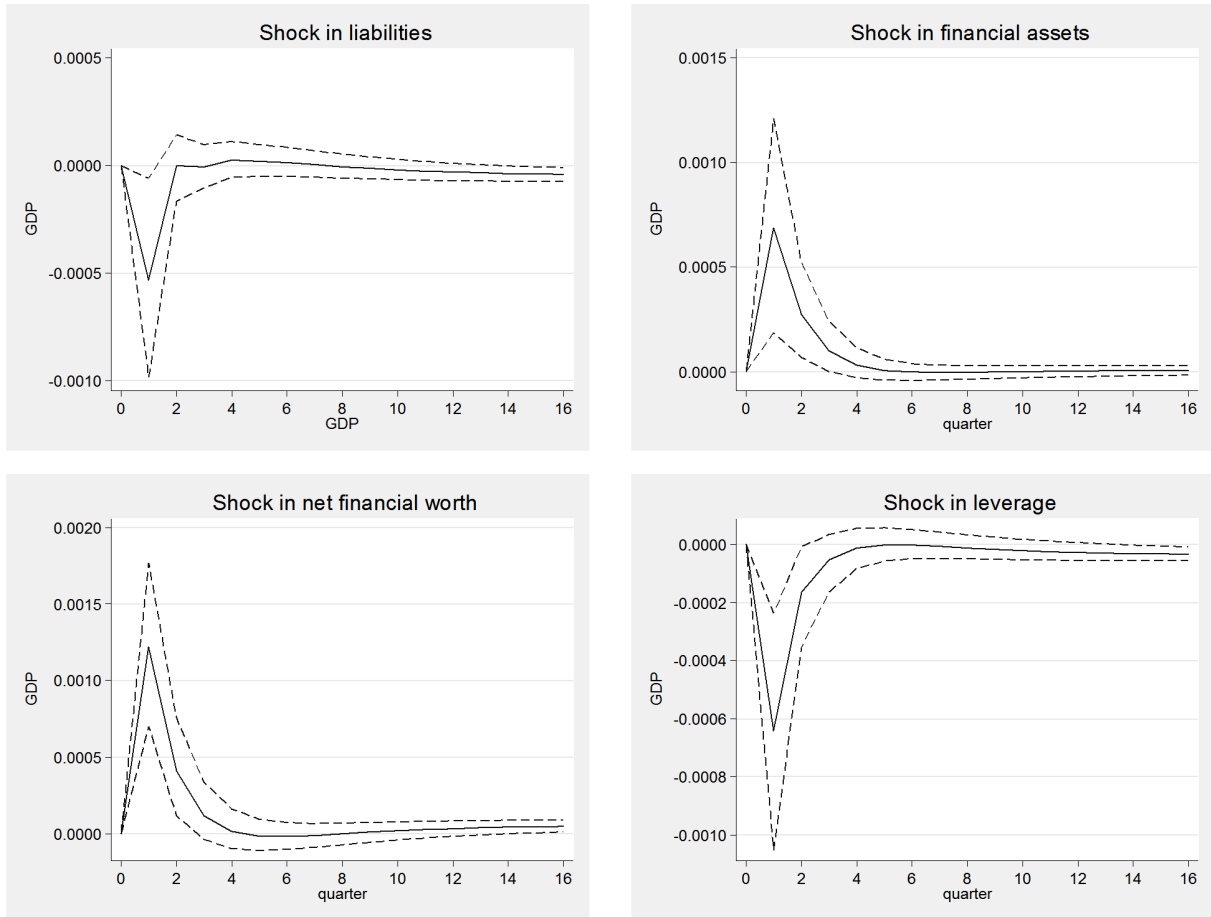 Shock in liabilities
0.0005
0.0000
-0.0005
-0.0010
GDP
0 2 4 6 8 10 12 14 16
GDP
Shock in financial assets
0.0015
0.0010
0.0005
0.0000
GDP
0 2 4 6 8 10 12 14 16
quarter
Shock in net financial worth
0.0020
0.0015
0.0010
0.0005
0.0000
GDP
0 2 4 6 8 10 12 14 16
quarter
Shock in leverage
0.0000
-0.0002
-0.0004
-0.0006
-0.0008
-0.0010
GDP
0 2 4 6 8 10 12 14 16
quarter